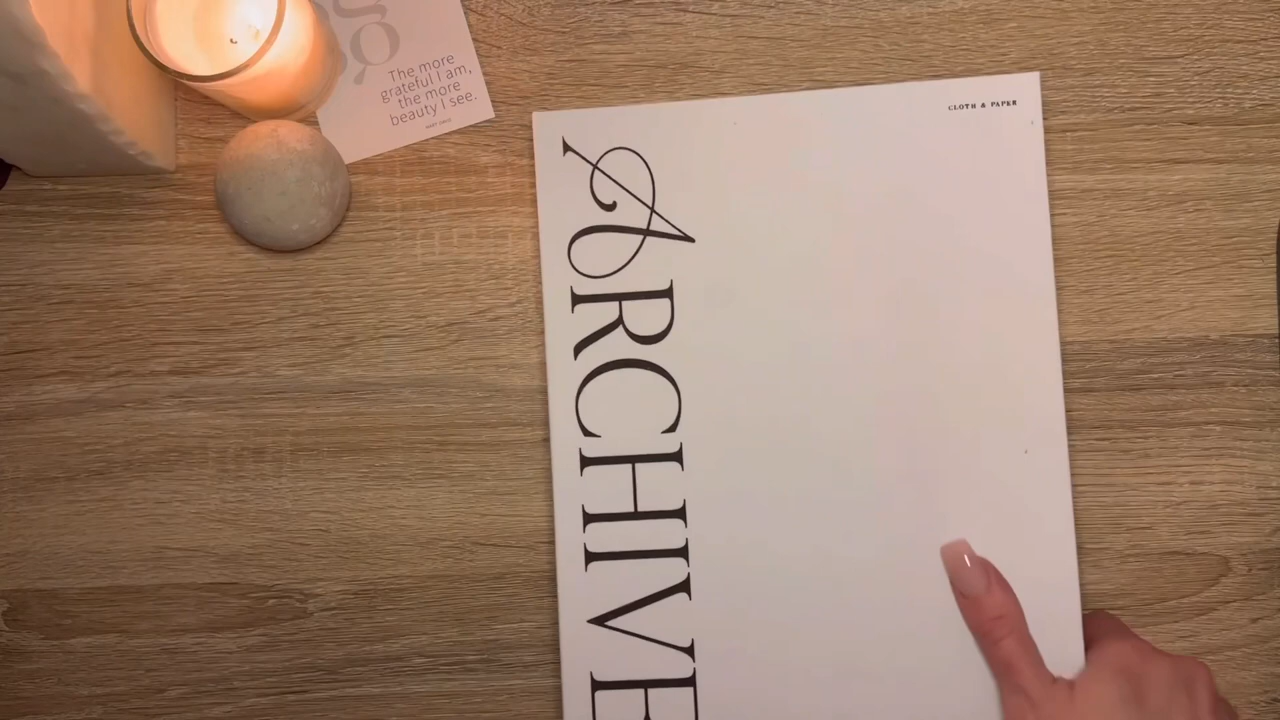 The more
grateful I am,
the more
beauty I see.
CLOTH & PAPER
ARCHIVE